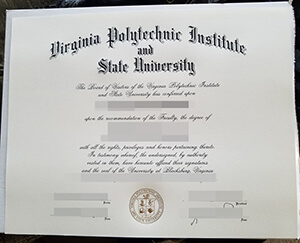 Virginia Polytechnic Institute
and
State University
The Board of Visitors of the Virginia Polytechnic Institute
and State University has conferred upon
upon the recommendation of the Faculty, the degree of
with all the rights, privileges and honors pertaining thereto.
In testimony whereof, the undersigned, by authority
vested in them, have hereunto affixed their signatures
and the seal of the University at Blacksburg, Virginia
Rector
President
Dean